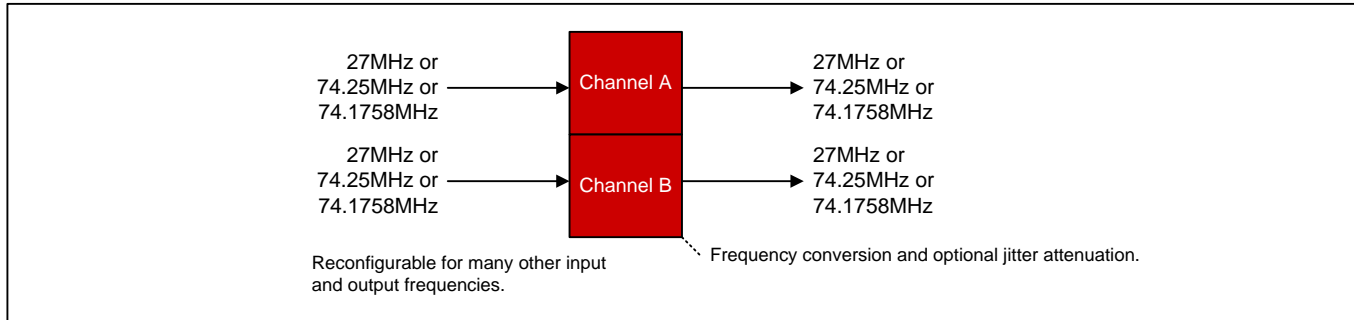 27MHz or
74.25MHz or
74.1758MHz
Channel A
27MHz or
74.25MHz or
74.1758MHz
27MHz or
74.25MHz or
74.1758MHz
Channel B
27MHz or
74.25MHz or
74.1758MHz
Reconfigurable for many other input
and output frequencies.
Frequency conversion and optional jitter attenuation.